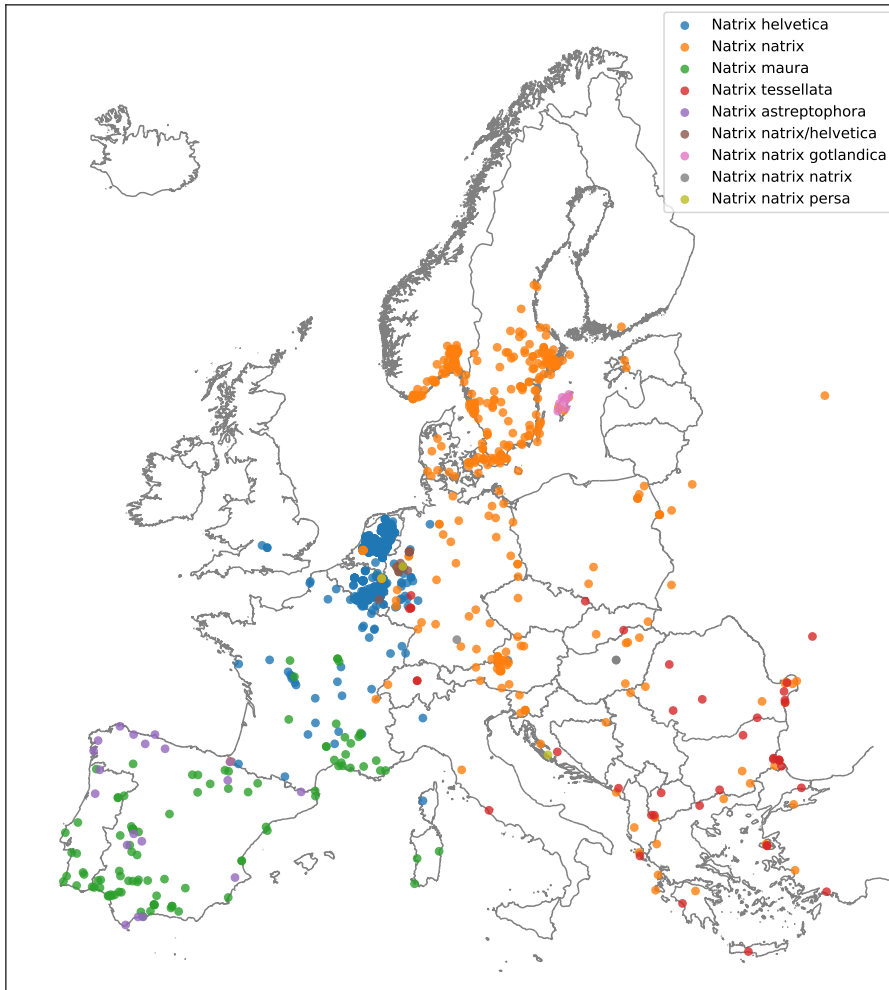 Natrix helvetica
Natrix natrix
Natrix maura
Natrix tessellata
Natrix astreptophora
Natrix natrix/helvetica
Natrix natrix gotlandica
Natrix natrix natrix
Natrix natrix persa